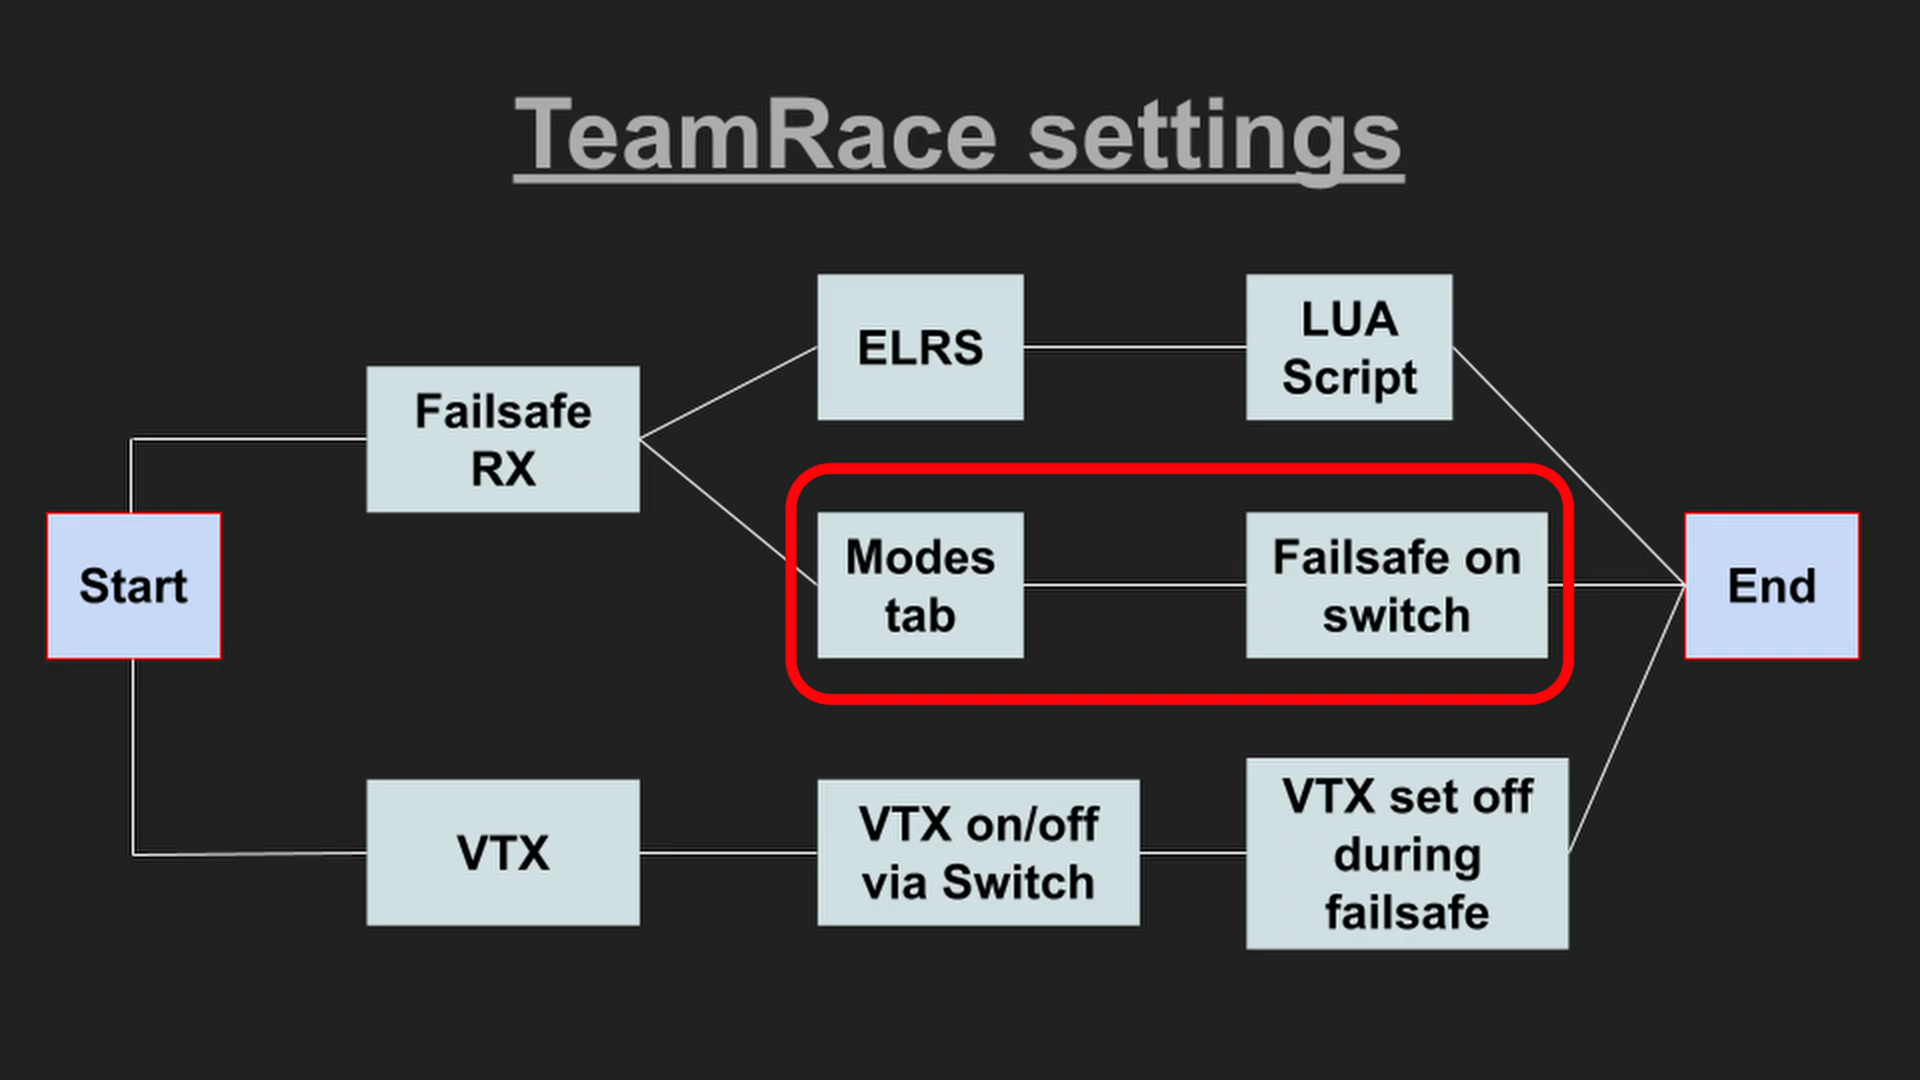 TeamRace settings
ELRS
LUA
Script
Failsafe
RX
Modes
tab
Failsafe on
switch
Start
End
VTX
VTX on/off
via Switch
VTX set off
during
failsafe